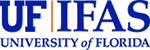 UF | IFAS
UNIVERSITY of FLORIDA